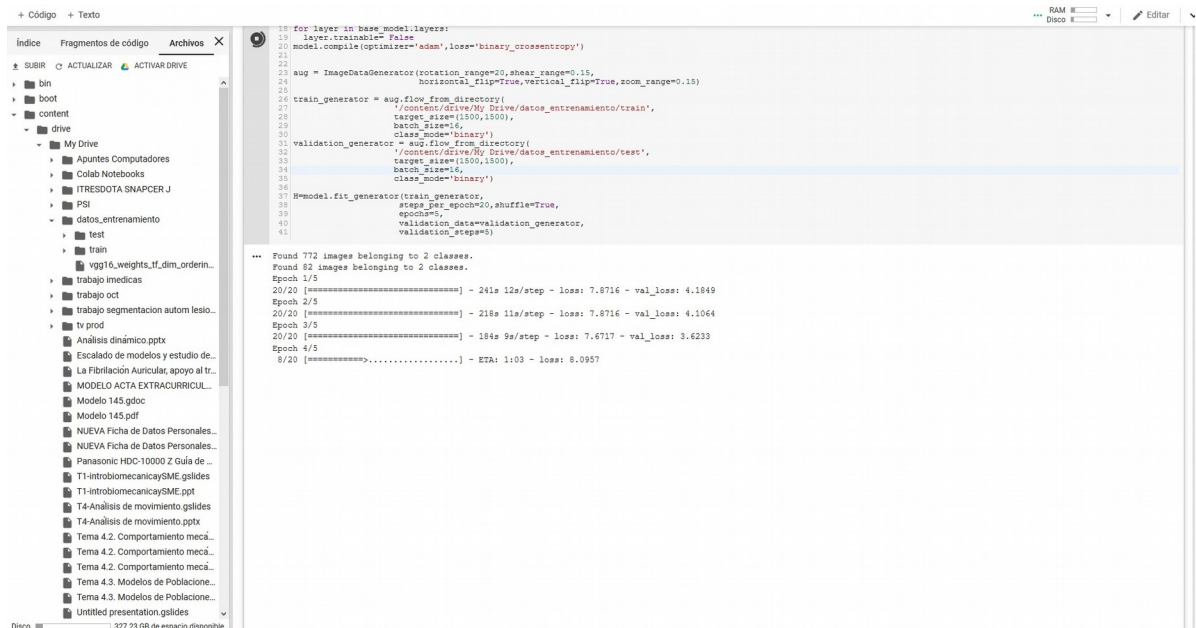 + Código + Texto
RAM
Disco
Editar
Índice Fragmentos de código Archivos
SUBIR ACTUALIZAR ACTIVAR DRIVE
bin
boot
content
drive
My Drive
Apuntes Computadores
Colab Notebooks
ITRESDOTA SNAPCER J
PSI
datos_entrenamiento
test
train
vgg16_weights_tf_dim_orderin...
trabajo imedicas
trabajo oct
trabajo segmentacion autom lesio...
tv prod
Análisis dinámico.pptx
Escalado de modelos y estudio de...
La Fibrilación Auricular, apoyo al tr...
MODELO ACTA EXTRACURRICUL...
Modelo 145.gdoc
Modelo 145.pdf
NUEVA Ficha de Datos Personales...
NUEVA Ficha de Datos Personales...
Panasonic HDC-10000 Z Guía de ...
T1-introbiomecanicaySME.gslides
T1-introbiomecanicaySME.ppt
T4-Analisis de movimiento.gslides
T4-Analisis de movimiento.pptx
Tema 4.2. Comportamiento mecá...
Tema 4.2. Comportamiento mecá...
Tema 4.2. Comportamiento mecá...
Tema 4.3. Modelos de Poblacione...
Tema 4.3. Modelos de Poblacione...
Untitled presentation.gslides
Disco 327.23 GB de espacio disponible
18 for layer in base_model.layers:
19 layer.trainable= False
20 model.compile(optimizer='adam',loss='binary_crossentropy')
21
22
23 aug = ImageDataGenerator(rotation_range=20,shear_range=0.15,
24 horizontal_flip=True,vertical_flip=True,zoom_range=0.15)
25
26 train_generator = aug.flow_from_directory(
27 '/content/drive/My Drive/datos_entrenamiento/train',
28 target_size=(1500,1500),
29 batch_size=16,
30 class_mode='binary')
31 validation_generator = aug.flow_from_directory(
32 '/content/drive/My Drive/datos_entrenamiento/test',
33 target_size=(1500,1500),
34 batch_size=16,
35 class_mode='binary')
36
37 H=model.fit_generator(train_generator,
38 steps_per_epoch=20,shuffle=True,
39 epochs=5,
40 validation_data=validation_generator,
41 validation_steps=5)
Found 772 images belonging to 2 classes.
Found 82 images belonging to 2 classes.
Epoch 1/5
20/20 [==============================] - 241s 12s/step - loss: 7.8716 - val_loss: 4.1849
Epoch 2/5
20/20 [==============================] - 218s 11s/step - loss: 7.8716 - val_loss: 4.1064
Epoch 3/5
20/20 [==============================] - 184s 9s/step - loss: 7.6717 - val_loss: 3.6233
Epoch 4/5
8/20 [===========>..................] - ETA: 1:03 - loss: 8.0957